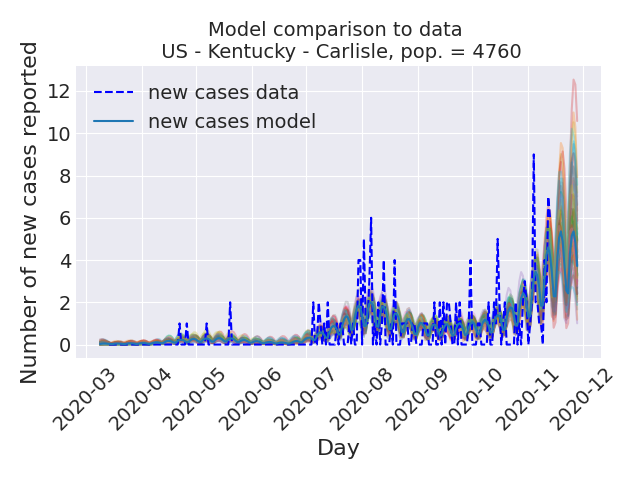 Model comparison to data
US - Kentucky - Carlisle, pop. = 4760
Number of new cases reported
12
10
8
6
4
2
0
new cases data
new cases model
2020-03
2020-04
2020-05
2020-06
2020-07
2020-08
2020-09
2020-10
2020-11
2020-12
Day